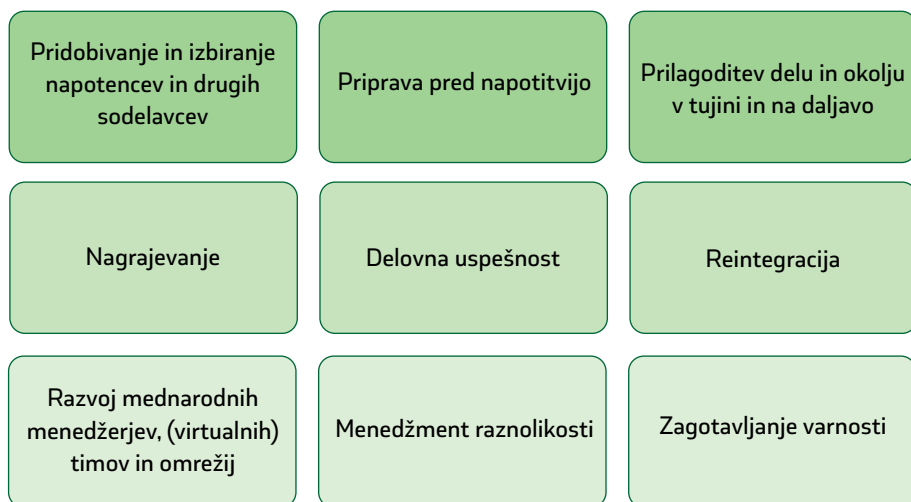 Pridobivanje in izbiranje
napotencev in drugih
sodelavcev
Priprava pred napotitvijo
Prilagoditev delu in okolju
v tujini in na daljavo
Nagrajevanje
Delovna uspešnost
Reintegracija
Razvoj mednarodnih
menedžerjev, (virtualnih)
timov in omrežij
Menedžment raznolikosti
Zagotavljanje varnosti